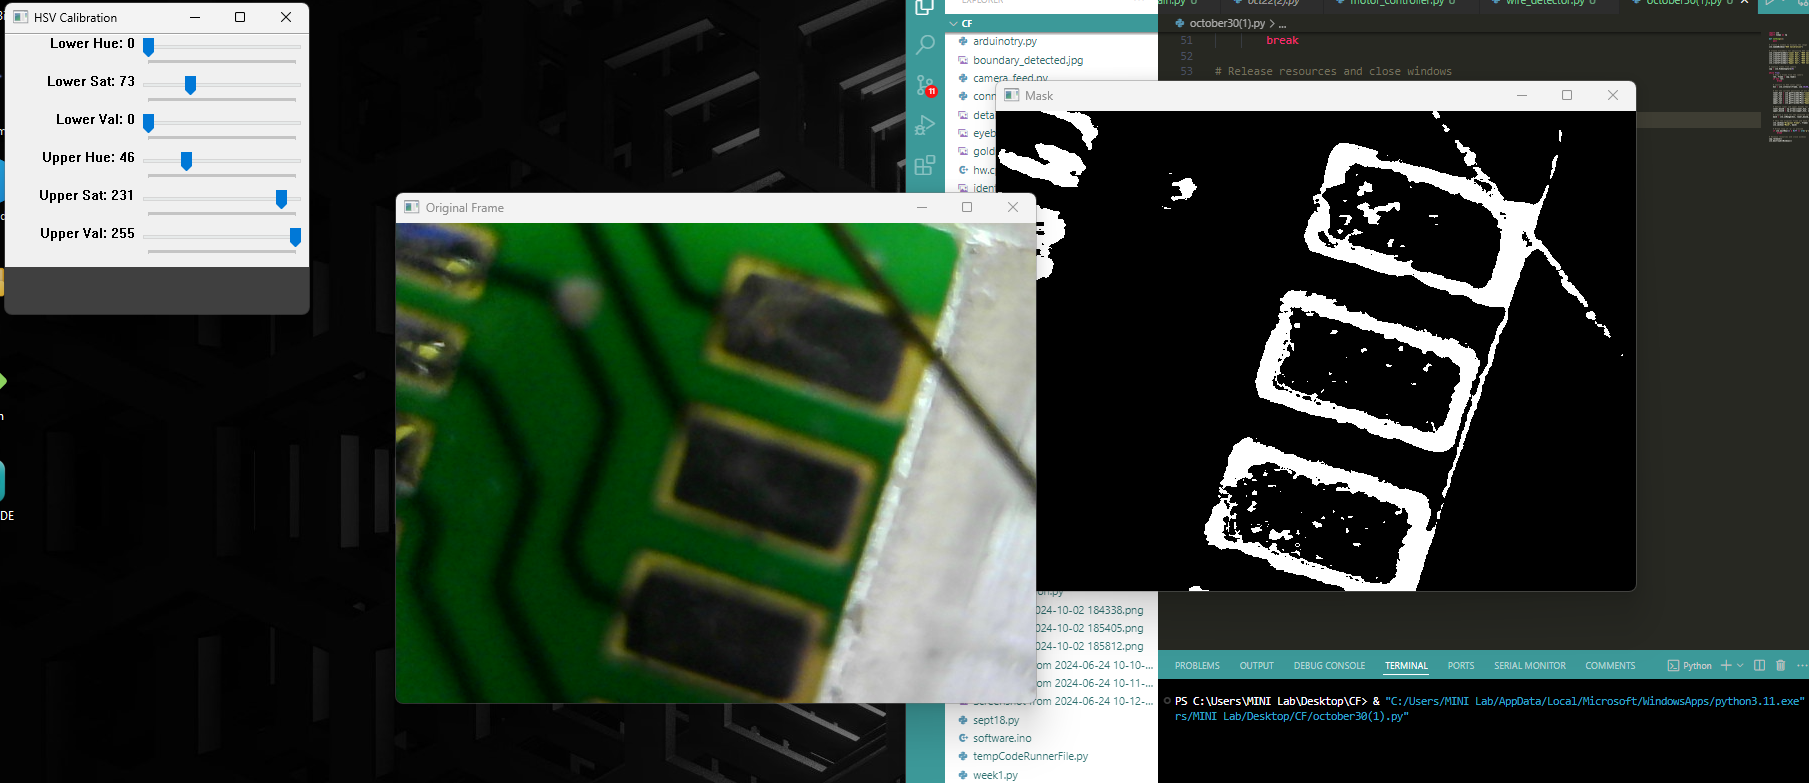 HSV Calibration
Lower Hue: 0
Lower Sat: 73
Lower Val: 0
Upper Hue: 46
Upper Sat: 231
Upper Val: 255
DE
Original Frame
Mask
EXPLORER
CF
arduinotry.py
boundary_detected.jpg
camera_feed.py
conn
detai
eyeb
gold
hw.c
iden
11
024-10-02 184338.png
024-10-02 185405.png
024-10-02 185812.png
om 2024-06-24 10-10-...
om 2024-06-24 10-11-...
Screenshot from 2024-06-24 10-12-...
sept18.py
software.ino
tempCodeRunnerFile.py
week1.py
ain.py 6
oct22(2).py
motor_controller.py 6
wire_detector.py 6
october30(1).py 6
october30(1).py > ...
51 break
52
53 # Release resources and close windows
PROBLEMS OUTPUT DEBUG CONSOLE TERMINAL PORTS SERIAL MONITOR COMMENTS
Python
PS C:\Users\MINI Lab\Desktop\CF> & "C:/Users/MINI Lab/AppData/Local/Microsoft/WindowsApps/python3.11.exe"
rs/MINI Lab/Desktop/CF/october30(1).py"